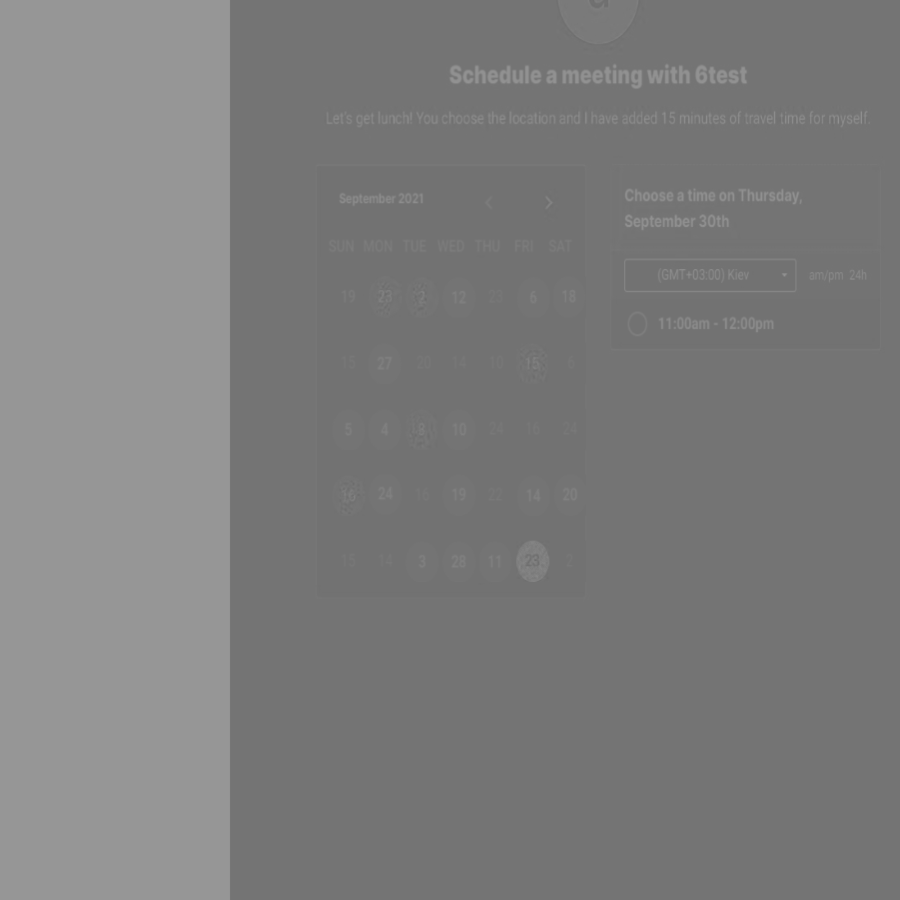 Schedule a meeting with 6test
Let's get lunch! You choose the location and I have added 15 minutes of travel time for myself.
September 2021
SUN MON TUE WED THU FRI SAT
19 23 2 12 6 18
15 27 20 14 10 15 6
5 4 19 10 24 10 24
16 24 16 19 22 14 20
15 14 3 28 11 23 2
Choose a time on Thursday,
September 30th
(GMT+03:00) Kiev am/pm 24h
11:00am - 12:00pm